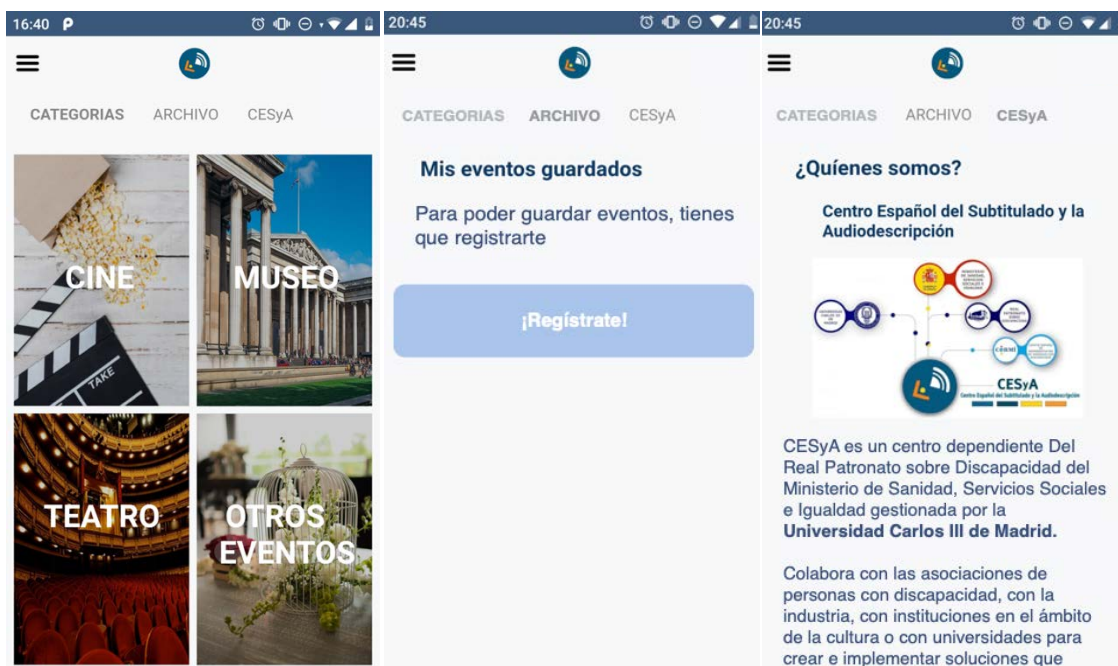 16:40
CATEGORIAS ARCHIVO CESyA
CINE
MUSEO
TAKE
TEATRO
OTROS
EVENTOS
20:45
CATEGORIAS ARCHIVO CESyA
Mis eventos guardados
Para poder guardar eventos, tienes
que registrarte
¡Regístrate!
20:45
CATEGORIAS ARCHIVO CESyA
¿Quíenes somos?
Centro Español del Subtitulado y la
Audiodescripción
CESyA
Centro Español del Subtitulado y la Audiodescripción
CESyA es un centro dependiente Del
Real Patronato sobre Discapacidad del
Ministerio de Sanidad, Servicios Sociales
e Igualdad gestionada por la
Universidad Carlos III de Madrid.
Colabora con las asociaciones de
personas con discapacidad, con la
industria, con instituciones en el ámbito
de la cultura o con universidades para
crear e implementar soluciones que